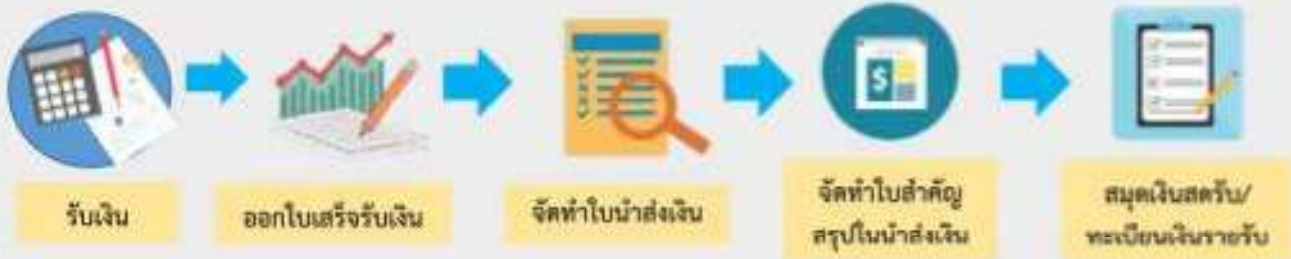 รับเงิน
ออกใบเสร็จรับเงิน
จัดทำใบนำส่งเงิน
จัดทำใบสำคัญ
สรุปใบนำส่งเงิน
สมุดเงินสดรับ/
ทะเบียนเงินรายรับ
$